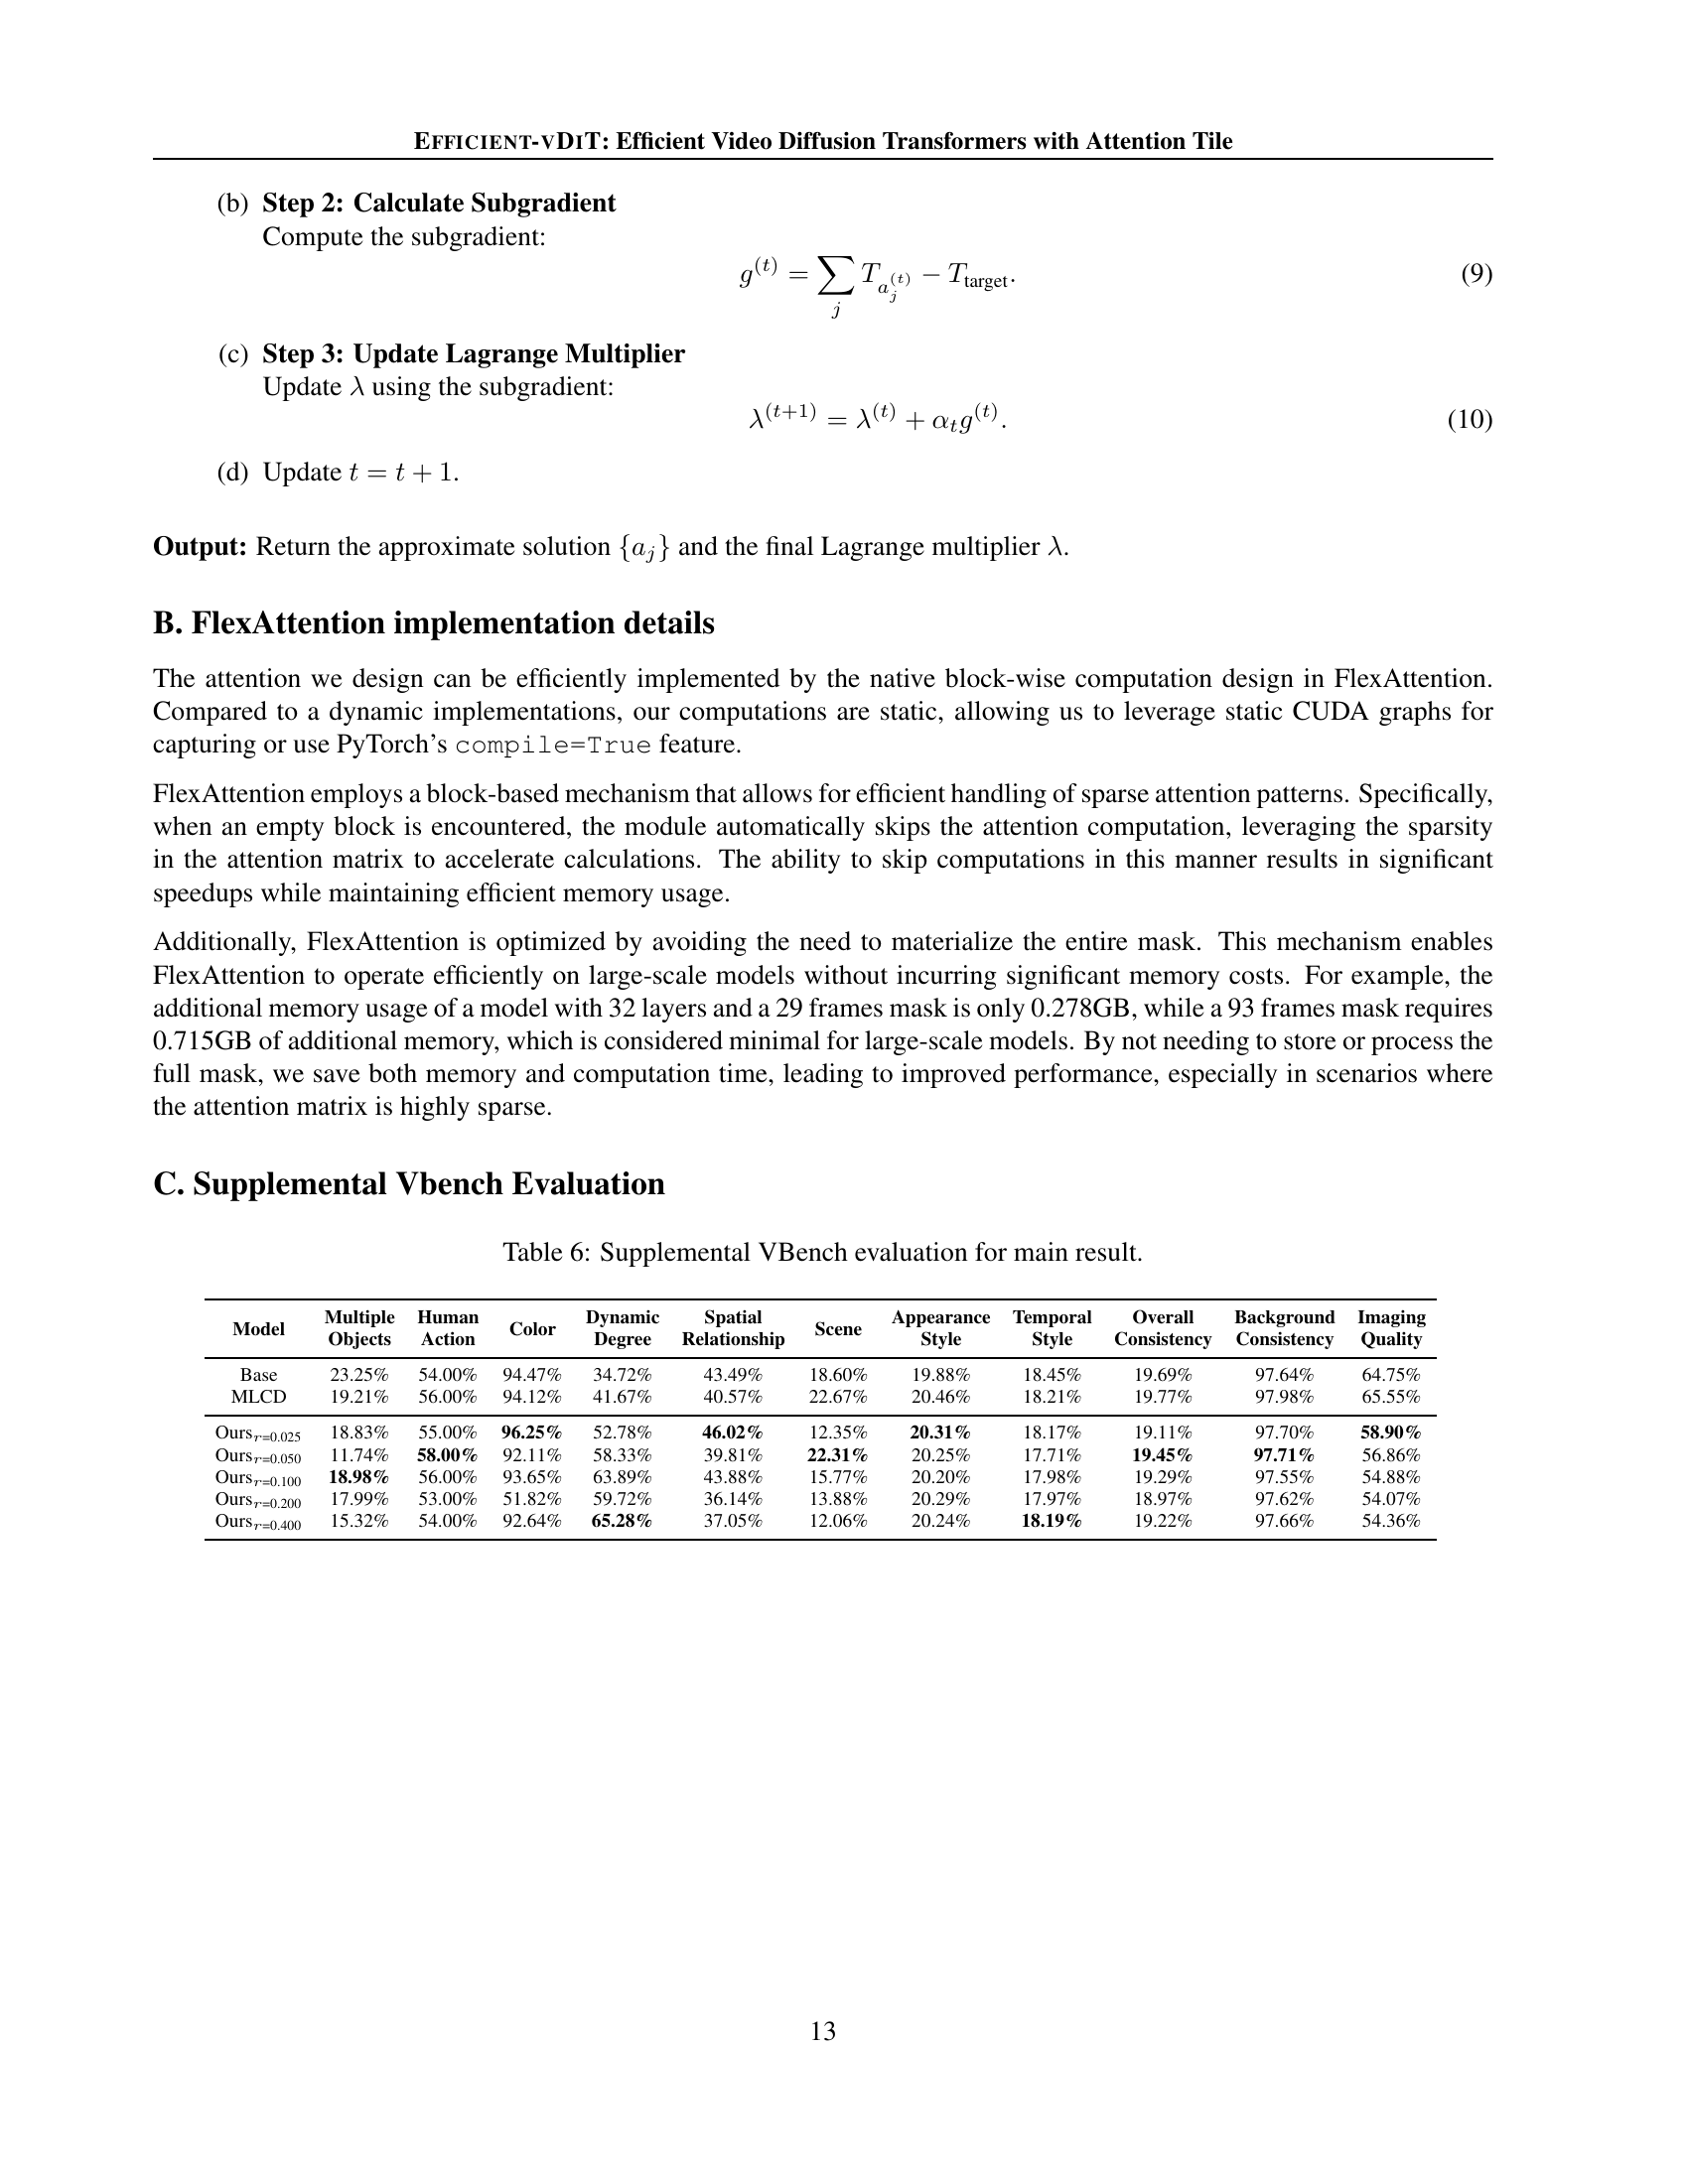 EFFICIENT-VDIT: Efficient Video Diffusion Transformers with Attention Tile
(b) Step 2: Calculate Subgradient
Compute the subgradient:
g^{(t)} = \sum_j T_{a_j^{(t)}} − T_{target}. (9)
(c) Step 3: Update Lagrange Multiplier
Update λ using the subgradient:
λ^{(t+1)} = λ^{(t)} + α_t g^{(t)}. (10)
(d) Update t = t + 1.
Output: Return the approximate solution {a_j} and the final Lagrange multiplier λ.
B. FlexAttention implementation details
The attention we design can be efficiently implemented by the native block-wise computation design in FlexAttention.
Compared to a dynamic implementations, our computations are static, allowing us to leverage static CUDA graphs for
capturing or use PyTorch's compile=True feature.
FlexAttention employs a block-based mechanism that allows for efficient handling of sparse attention patterns. Specifically,
when an empty block is encountered, the module automatically skips the attention computation, leveraging the sparsity
in the attention matrix to accelerate calculations. The ability to skip computations in this manner results in significant
speedups while maintaining efficient memory usage.
Additionally, FlexAttention is optimized by avoiding the need to materialize the entire mask. This mechanism enables
FlexAttention to operate efficiently on large-scale models without incurring significant memory costs. For example, the
additional memory usage of a model with 32 layers and a 29 frames mask is only 0.278GB, while a 93 frames mask requires
0.715GB of additional memory, which is considered minimal for large-scale models. By not needing to store or process the
full mask, we save both memory and computation time, leading to improved performance, especially in scenarios where
the attention matrix is highly sparse.
C. Supplemental Vbench Evaluation
Table 6: Supplemental VBench evaluation for main result.
Model Multiple Objects Human Action Color Dynamic Degree Spatial Relationship Scene Appearance Style Temporal Style Overall Consistency Background Consistency Imaging Quality
Base 23.25% 54.00% 94.47% 34.72% 43.49% 18.60% 19.88% 18.45% 19.69% 97.64% 64.75%
MLCD 19.21% 56.00% 94.12% 41.67% 40.57% 22.67% 20.46% 18.21% 19.77% 97.98% 65.55%
Ours_{r=0.025} 18.83% 55.00% 96.25% 52.78% 46.02% 12.35% 20.31% 18.17% 19.11% 97.70% 58.90%
Ours_{r=0.050} 11.74% 58.00% 92.11% 58.33% 39.81% 22.31% 20.25% 17.71% 19.45% 97.71% 56.86%
Ours_{r=0.100} 18.98% 56.00% 93.65% 63.89% 43.88% 15.77% 20.20% 17.98% 19.29% 97.55% 54.88%
Ours_{r=0.200} 17.99% 53.00% 51.82% 59.72% 36.14% 13.88% 20.29% 17.97% 18.97% 97.62% 54.07%
Ours_{r=0.400} 15.32% 54.00% 92.64% 65.28% 37.05% 12.06% 20.24% 18.19% 19.22% 97.66% 54.36%
13